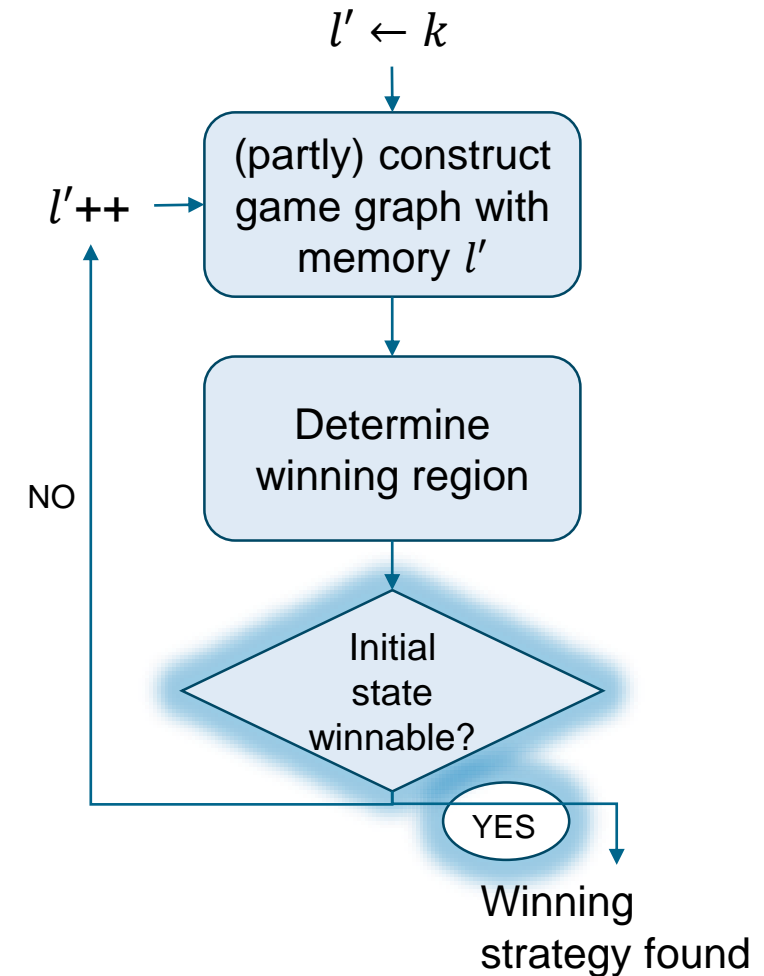 l′ ← k
(partly) construct
game graph with
memory l′
l′++
Determine
winning region
NO
Initial
state
winnable?
YES
Winning
strategy found